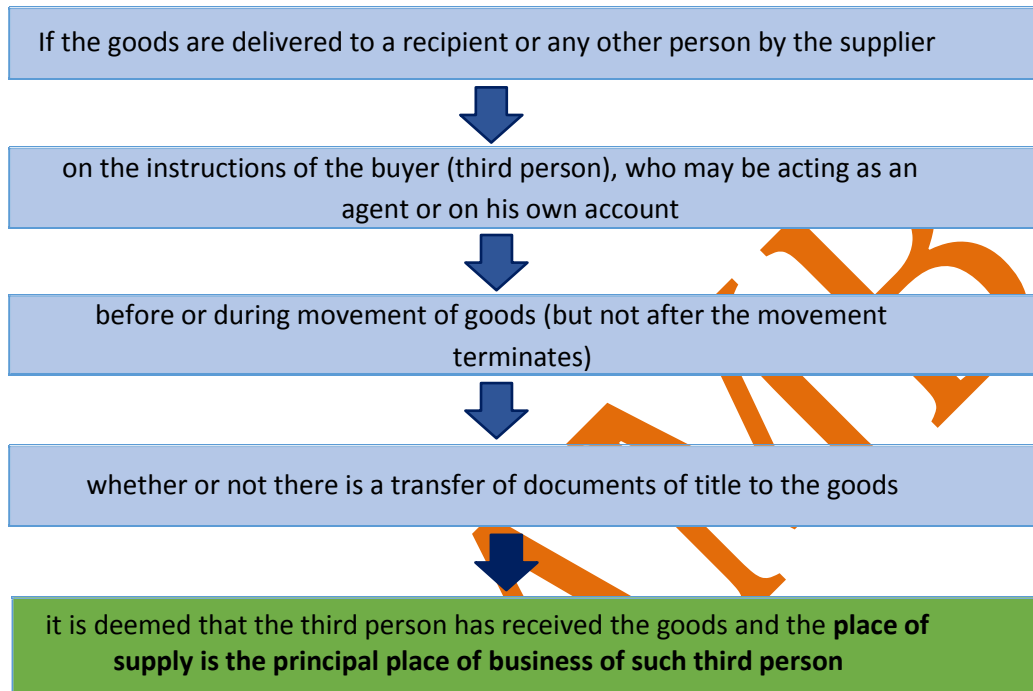 If the goods are delivered to a recipient or any other person by the supplier
on the instructions of the buyer (third person), who may be acting as an
agent or on his own account
before or during movement of goods (but not after the movement
terminates)
whether or not there is a transfer of documents of title to the goods
it is deemed that the third person has received the goods and the place of
supply is the principal place of business of such third person